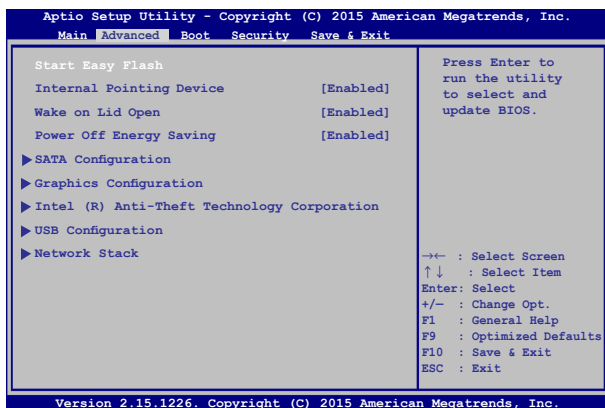 Aptio Setup Utility - Copyright (C) 2015 American Megatrends, Inc.
Main Advanced Boot Security Save & Exit
Start Easy Flash
Internal Pointing Device [Enabled]
Wake on Lid Open [Enabled]
Power Off Energy Saving [Enabled]
SATA Configuration
Graphics Configuration
Intel (R) Anti-Theft Technology Corporation
USB Configuration
Network Stack
Press Enter to
run the utility
to select and
update BIOS.
→← : Select Screen
↑↓ : Select Item
Enter: Select
+/— : Change Opt.
F1 : General Help
F9 : Optimized Defaults
F10 : Save & Exit
ESC : Exit
Version 2.15.1226. Copyright (C) 2015 American Megatrends, Inc.